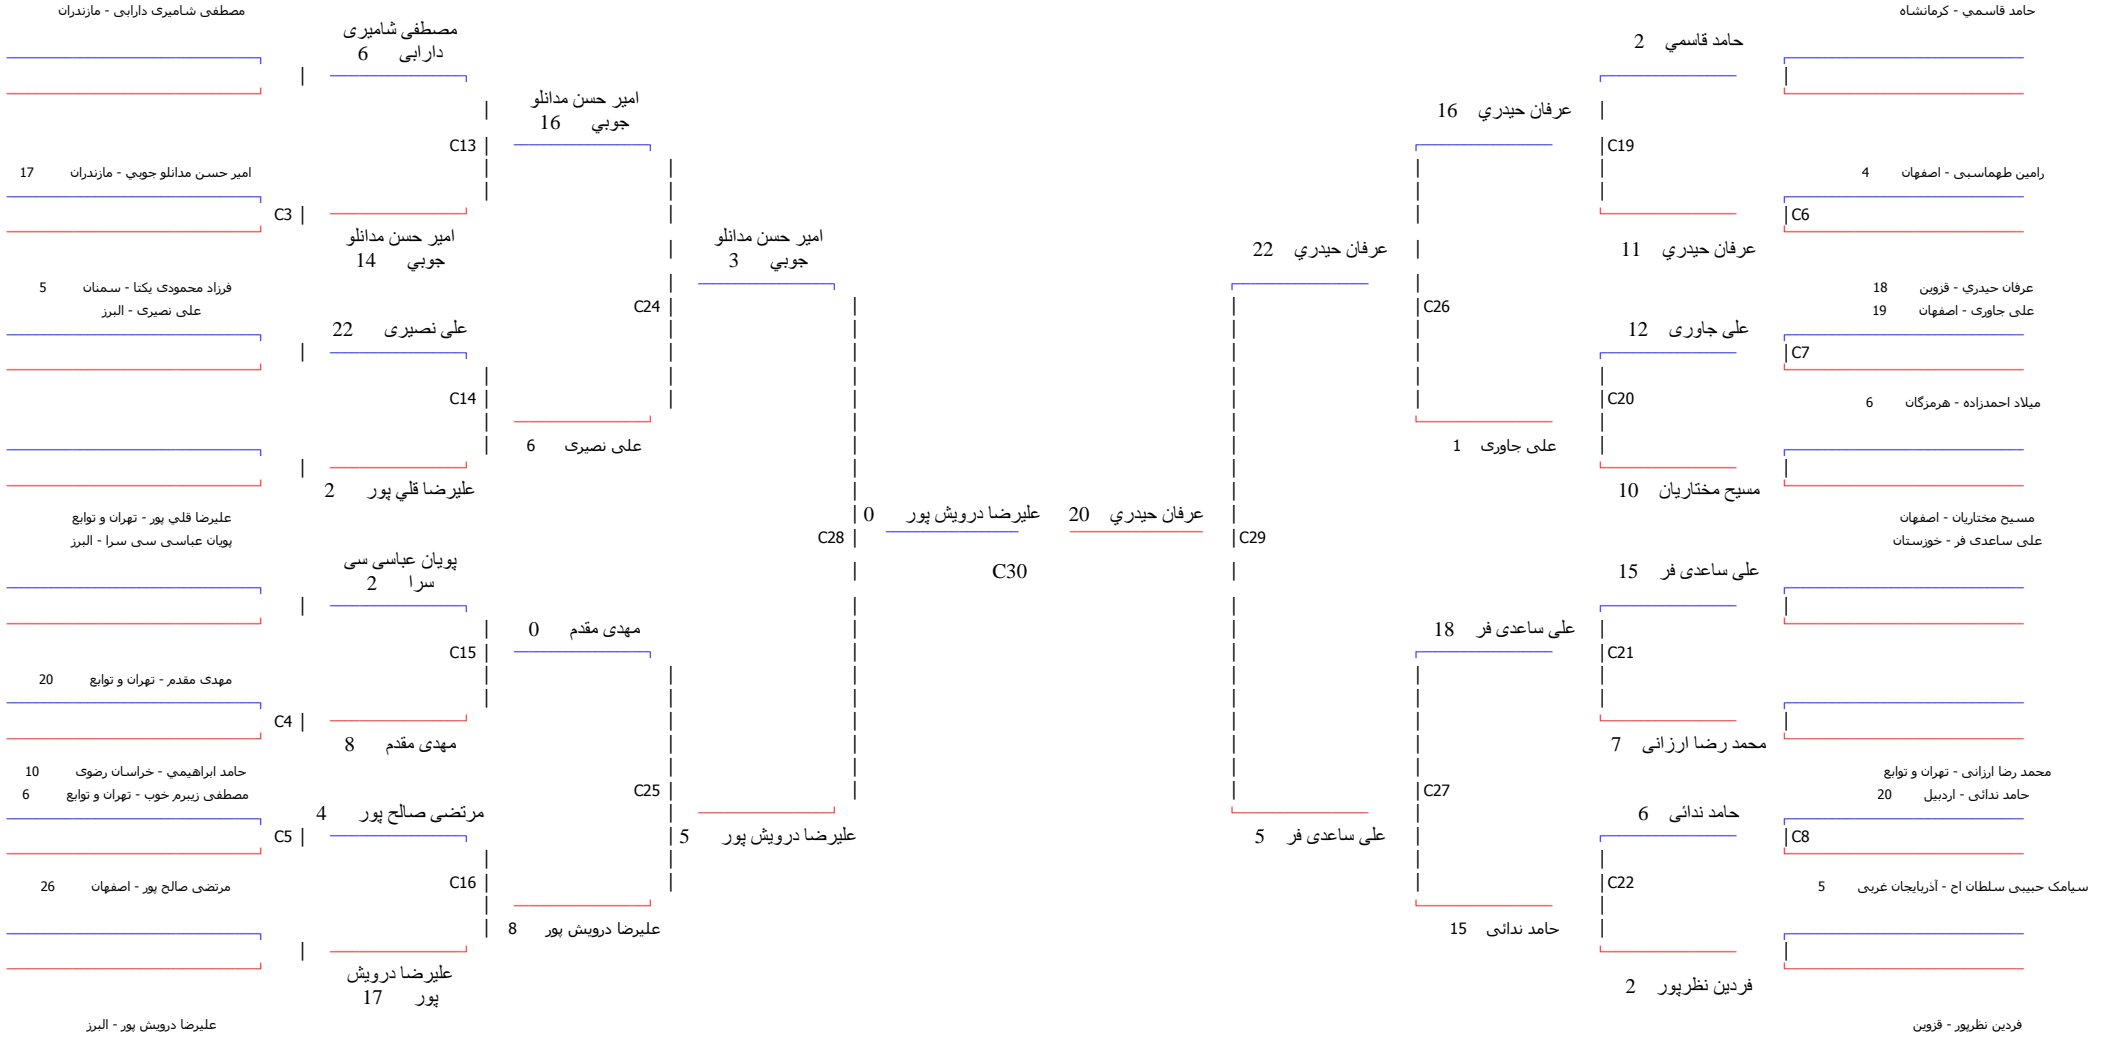 مصطفی شامیری دارابی - مازندران
مصطفی شامیری
دارابی 6
امير حسن مدانلو
جوبي 16
C13
امير حسن مدانلو جوبي - مازندران 17
C3
امير حسن مدانلو
جوبي 14
امير حسن مدانلو
جوبي 3
فرزاد محمودی یکتا - سمنان 5
علی نصیری - البرز
علی نصیری 22
C24
C14
علی نصیری 6
علیرضا قلي پور 2
علیرضا قلي پور - تهران و توابع
پویان عباسی سی سرا - البرز
C28
علیرضا درویش پور 0
پویان عباسی سی
سرا 2
مهدی مقدم 0
C15
مهدی مقدم - تهران و توابع 20
C4
مهدی مقدم 8
حامد ابراهيمي - خراسان رضوی 10
مصطفی زیبرم خوب - تهران و توابع 6
C25
مرتضی صالح پور 4
C5
علیرضا درویش پور 5
C16
مرتضی صالح پور - اصفهان 26
علیرضا درویش پور 8
علیرضا درویش
پور 17
علیرضا درویش پور - البرز
C30
حامد قاسمي - کرمانشاه
حامد قاسمي 2
عرفان حيدري 16
C19
رامین طهماسبی - اصفهان 4
C6
عرفان حيدري 11
عرفان حيدري 22
عرفان حيدري - قزوین 18
علی جاوری - اصفهان 19
C26
علی جاوری 12
C7
C20
میلاد احمدزاده - هرمزگان 6
علی جاوری 1
مسیح مختاریان 10
عرفان حيدري 20
C29
مسیح مختاریان - اصفهان
علی ساعدی فر - خوزستان
علی ساعدی فر 15
علی ساعدی فر 18
C21
محمد رضا ارزانی 7
محمد رضا ارزانی - تهران و توابع
حامد ندائی - اردبیل 20
C27
حامد ندائی 6
C8
علی ساعدی فر 5
C22
سیامک حبیبی سلطان اح - آذربایجان غربی 5
حامد ندائی 15
فردین نظرپور 2
فردین نظرپور - قزوین